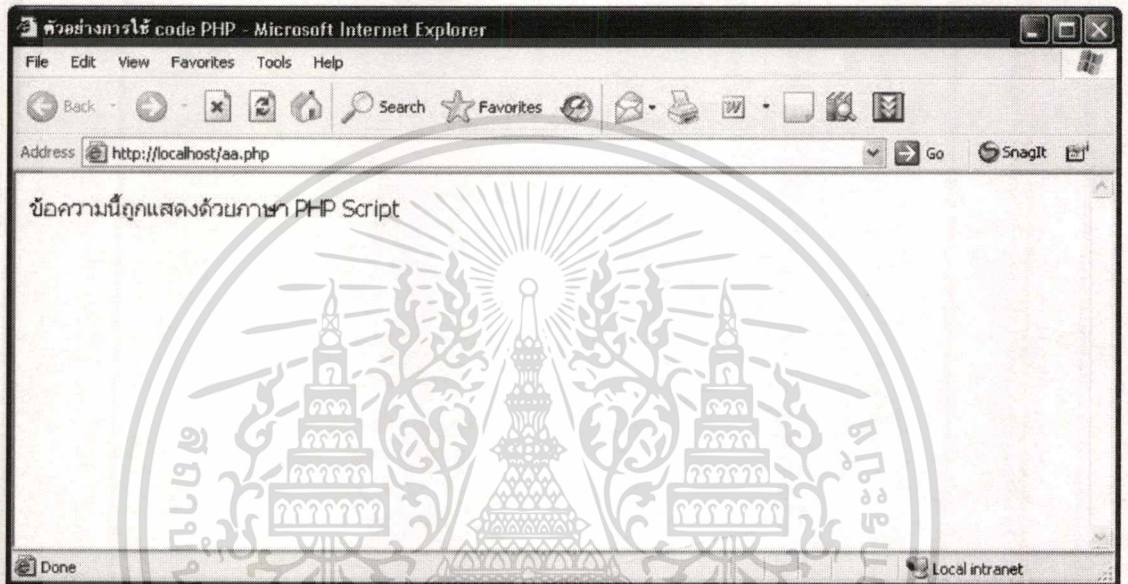 ตัวอย่างการใช้ code PHP - Microsoft Internet Explorer
File Edit View Favorites Tools Help
Back Search Favorites
Address http://localhost/aa.php Go SnagIt
ข้อความนี้ถูกแสดงด้วยภาษา PHP Script
Done Local intranet